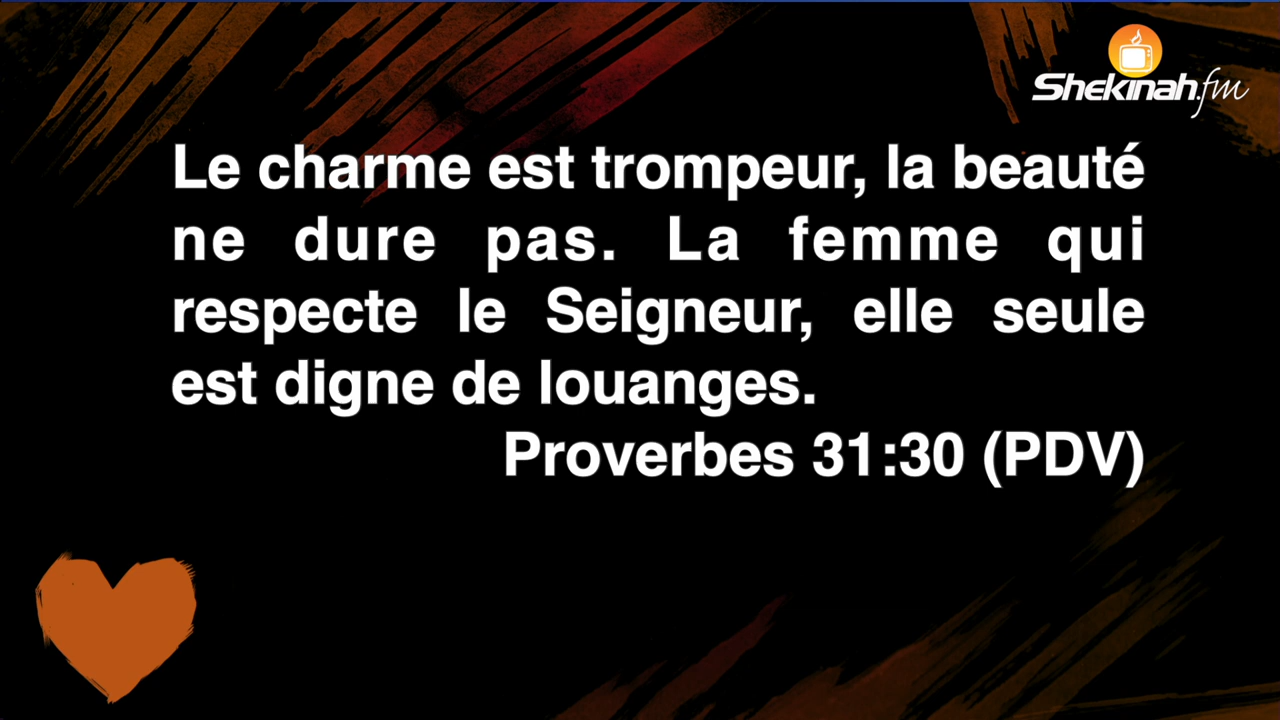 Shekinah.fm
Le charme est trompeur, la beauté
ne dure pas. La femme qui
respecte le Seigneur, elle seule
est digne de louanges.
Proverbes 31:30 (PDV)